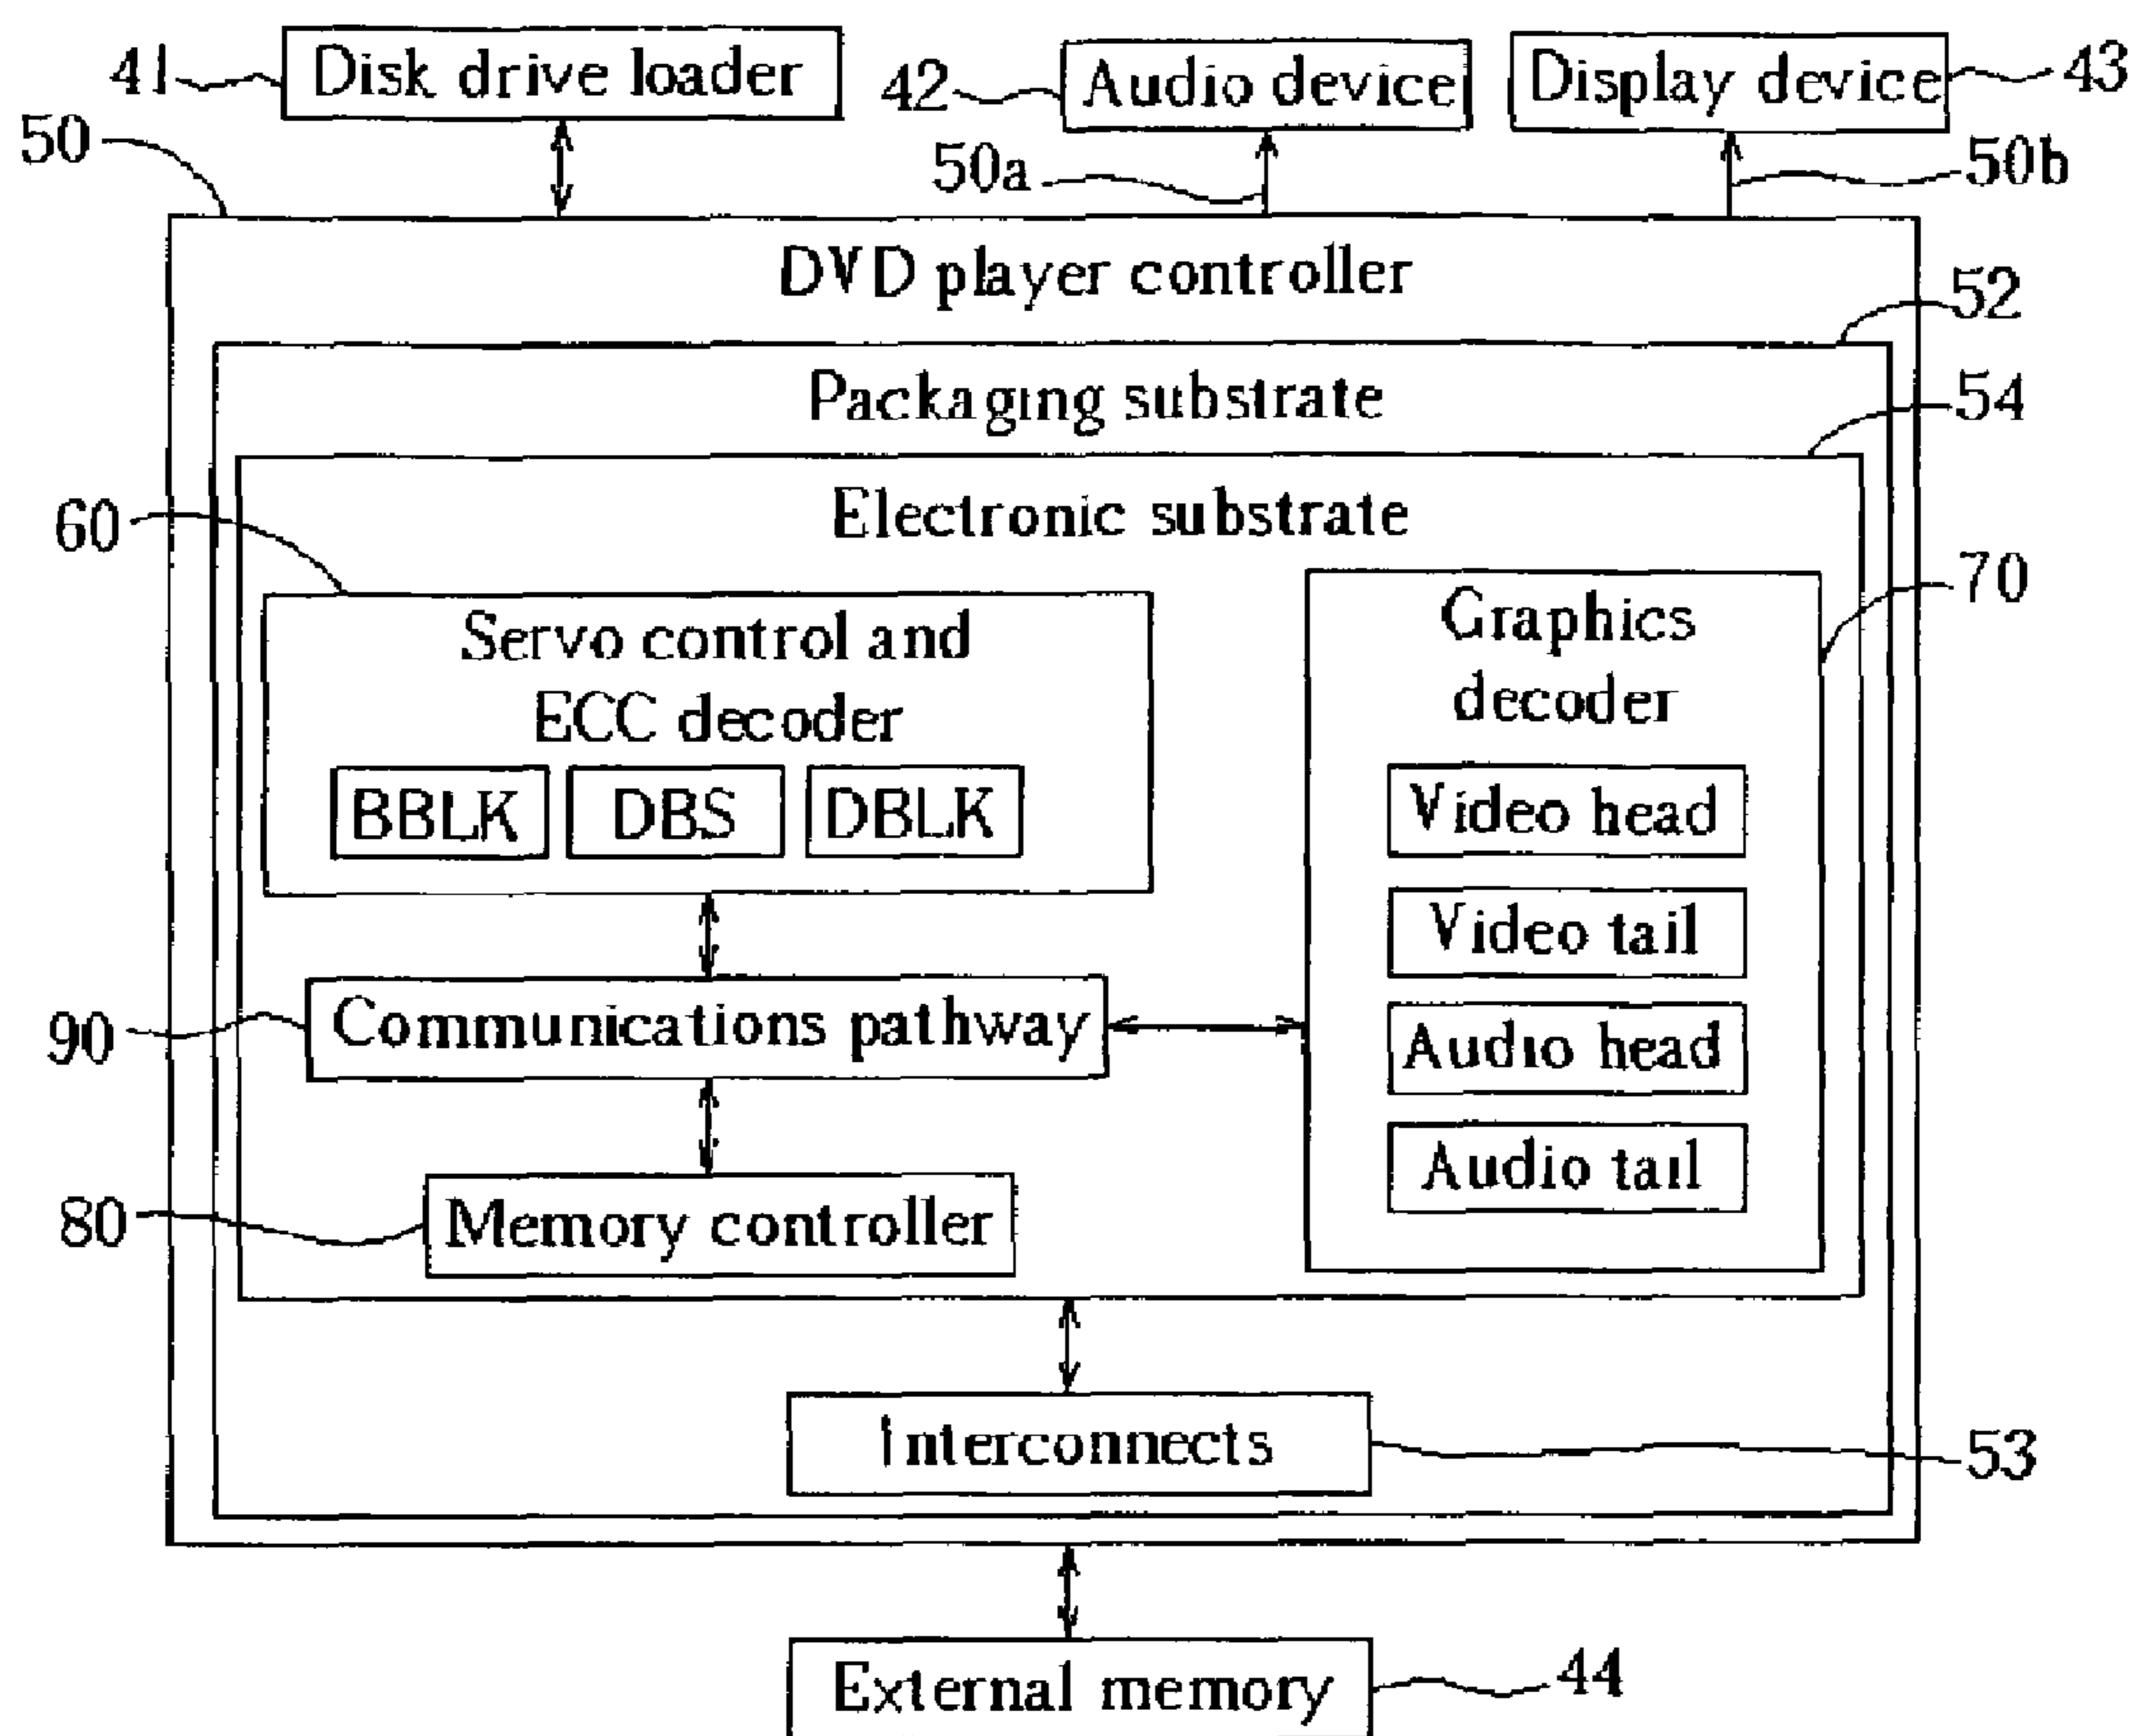 41
Disk drive loader
42
Audio device
Display device
43
50
50a
50b
DVD player controller
52
Packaging substrate
54
Electronic substrate
60
70
Servo control and
ECC decoder
BBLK
DBS
DBLK
Graphics
decoder
Video head
Video tail
Audio head
Audio tail
90
Communications pathway
80
Memory controller
Interconnects
53
External memory
44